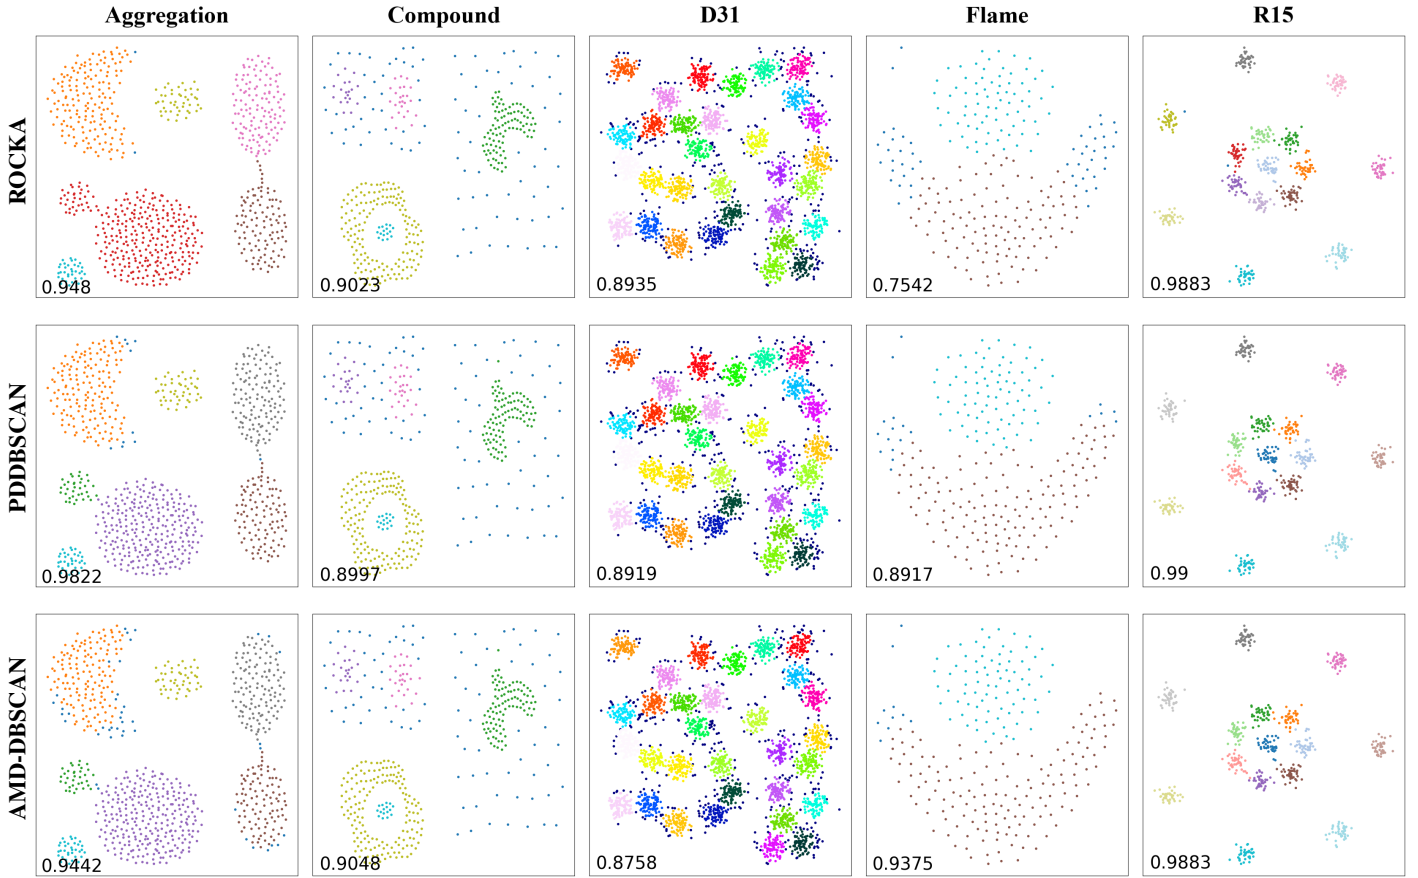 Aggregation Compound D31 Flame R15
ROCKA
0.948 0.9023 0.8935 0.7542 0.9883
PDDBSCAN
0.9822 0.8997 0.8919 0.8917 0.99
AMD-DBSCAN
0.9442 0.9048 0.8758 0.9375 0.9883